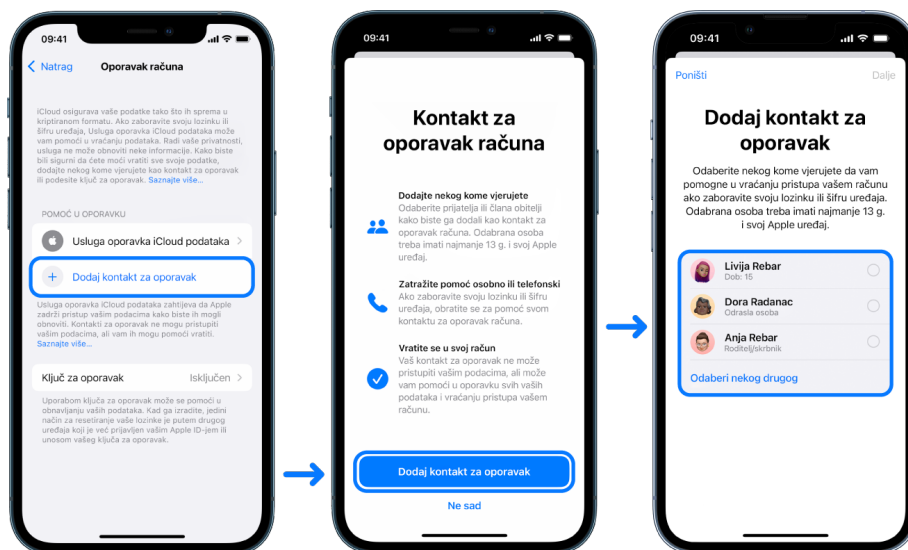 09:41
Natrag
Oporavak računa
iCloud osigurava vaše podatke tako što ih sprema u
kriptiranom formatu. Ako zaboravite svoju lozinku ili
šifru uređaja, Usluga oporavka iCloud podataka može
vam pomoći u vraćanju podataka. Radi vaše privatnosti,
usluga ne može obnoviti neke informacije. Kako biste
bili sigurni da ćete moći vratiti sve svoje podatke,
dodajte nekog kome vjerujete kao kontakt za oporavak
ili podesite ključ za oporavak. Saznajte više...
POMOĆ U OPORAVKU
Usluga oporavka iCloud podataka
Dodaj kontakt za oporavak
Usluga oporavka iCloud podataka zahtijeva da Apple
zadrži pristup vašim podacima kako biste ih mogli
obnoviti. Kontakti za oporavak ne mogu pristupiti
vašim podacima, ali vam ih mogu pomoći vratiti.
Saznajte više...
Ključ za oporavak
Isključen
Uporabom ključa za oporavak može se pomoći u
obnavljanju vaših podataka. Kad ga izradite, jedini
način za resetiranje vaše lozinke je putem drugog
uređaja koji je već prijavljen vašim Apple ID-jem ili
unosom vašeg ključa za oporavak.
09:41
Kontakt za
oporavak računa
Dodajte nekog kome vjerujete
Odaberite prijatelja ili člana obitelji
kako biste ga dodali kao kontakt za
oporavak računa. Odabrana osoba
treba imati najmanje 13 g. i svoj Apple
uređaj.
Zatražite pomoć osobno ili telefonski
Ako zaboravite svoju lozinku ili šifru
uređaja, obratite se za pomoć svom
kontaktu za oporavak računa.
Vratite se u svoj račun
Vaš kontakt za oporavak ne može
pristupiti vašim podacima, ali može
vam pomoći u oporavku svih vaših
podataka i vraćanju pristupa vašem
računu.
Dodaj kontakt za oporavak
Ne sad
09:41
Poništi
Dalje
Dodaj kontakt za
oporavak
Odaberite nekog kome vjerujete da vam
pomogne u vraćanju pristupa vašem računu
ako zaboravite svoju lozinku ili šifru uređaja.
Odabrana osoba treba imati najmanje 13 g.
i svoj Apple uređaj.
Livija Rebar
Dob: 15
Dora Radanac
Odrasla osoba
Anja Rebar
Roditelj/skrbnik
Odaberi nekog drugog